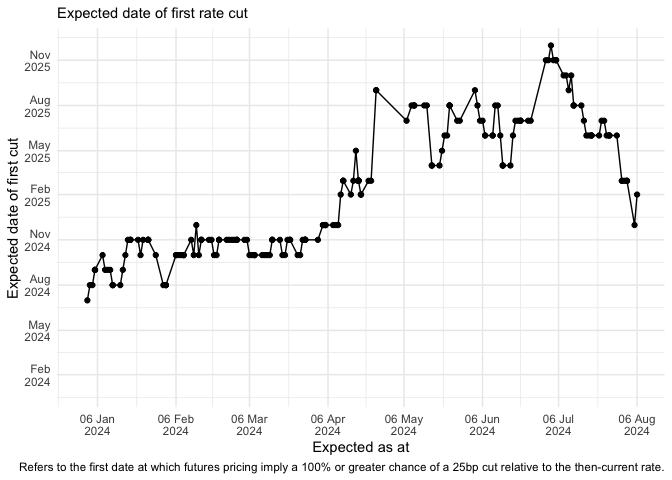 Expected date of first rate cut
Expected date of first cut
Nov
2025
Aug
2025
May
2025
Feb
2025
Nov
2024
Aug
2024
May
2024
Feb
2024
06 Jan
2024
06 Feb
2024
06 Mar
2024
06 Apr
2024
06 May
2024
06 Jun
2024
06 Jul
2024
06 Aug
2024
Expected as at
Refers to the first date at which futures pricing imply a 100% or greater chance of a 25bp cut relative to the then-current rate.